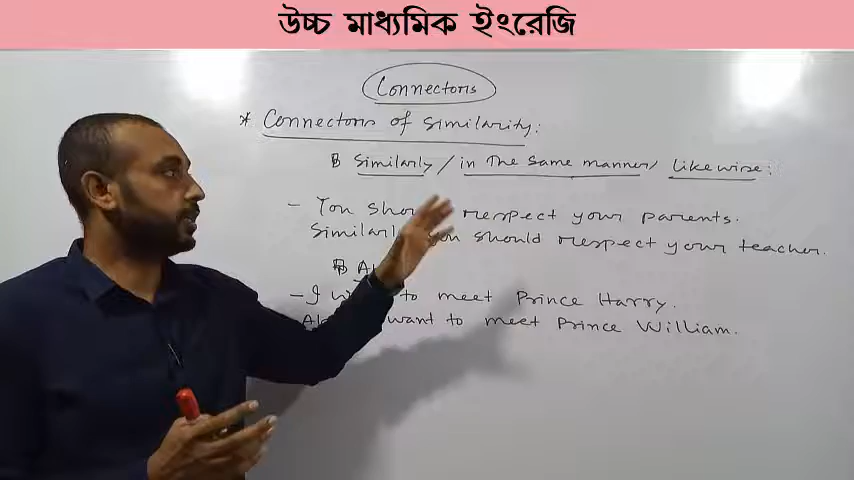 উচ্চ মাধ্যমিক ইংরেজি
Connectors
* Connectors of similarity:
Similarly / in the same manner / likewise:
- You should respect your parents.
Similarly you should respect your teacher.
- I to meet Prince Harry.
want to meet Prince William.